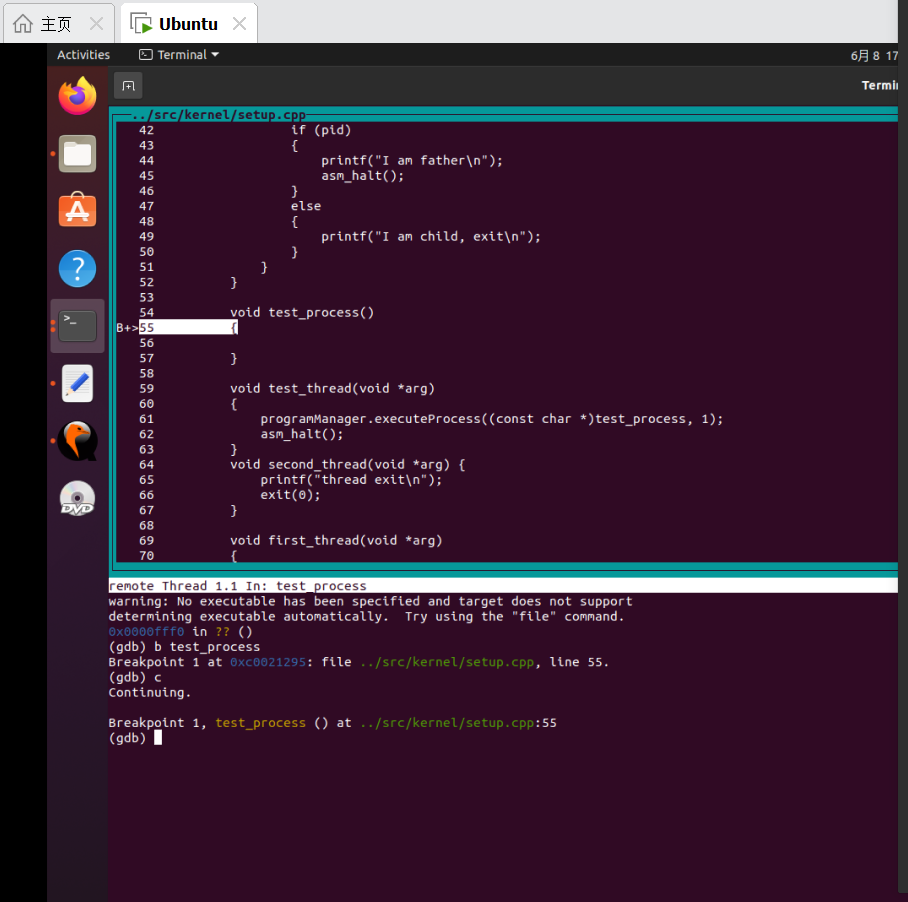 主页
Ubuntu
Activities
Terminal
6月 8 17
Termi
../src/kernel/setup.cpp
42 if (pid)
43 {
44 printf("I am father\n");
45 asm_halt();
46 }
47 else
48 {
49 printf("I am child, exit\n");
50 }
51 }
52 }
53
54 void test_process()
B+>55 {
56
57 }
58
59 void test_thread(void *arg)
60 {
61 programManager.executeProcess((const char *)test_process, 1);
62 asm_halt();
63 }
64 void second_thread(void *arg) {
65 printf("thread exit\n");
66 exit(0);
67 }
68
69 void first_thread(void *arg)
70 {
remote Thread 1.1 In: test_process
warning: No executable has been specified and target does not support
determining executable automatically.  Try using the "file" command.
0x0000fff0 in ?? ()
(gdb) b test_process
Breakpoint 1 at 0xc0021295: file ../src/kernel/setup.cpp, line 55.
(gdb) c
Continuing.
Breakpoint 1, test_process () at ../src/kernel/setup.cpp:55
(gdb)
>_
?
DVD